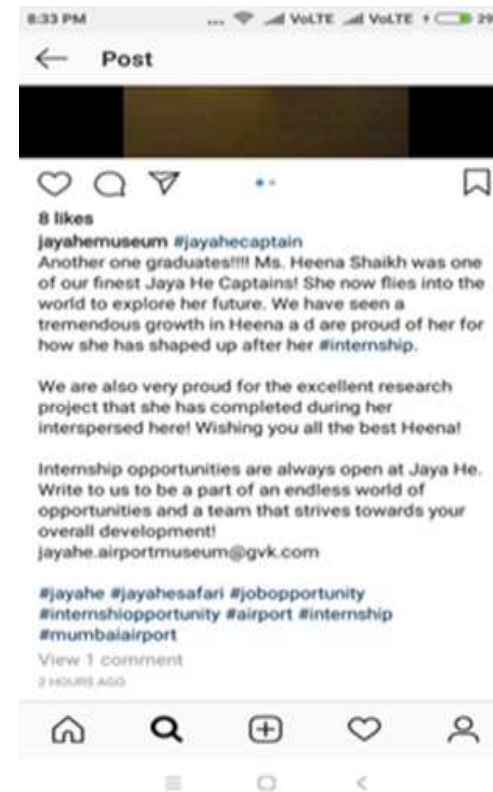 8:33 PM ... VoLTE VoLTE 29
Post
8 likes
jayahemuseum #jayahecaptain
Another one graduates!!!! Ms. Heena Shaikh was one
of our finest Jaya He Captains! She now flies into the
world to explore her future. We have seen a
tremendous growth in Heena a d are proud of her for
how she has shaped up after her #internship.
We are also very proud for the excellent research
project that she has completed during her
interspersed here! Wishing you all the best Heena!
Internship opportunities are always open at Jaya He.
Write to us to be a part of an endless world of
opportunities and a team that strives towards your
overall development!
jayahe.airportmuseum@gvk.com
#jayahe #jayahesafari #jobopportunity
#internshiopportunity #airport #internship
#mumbaiairport
View 1 comment
2 HOURS AGO